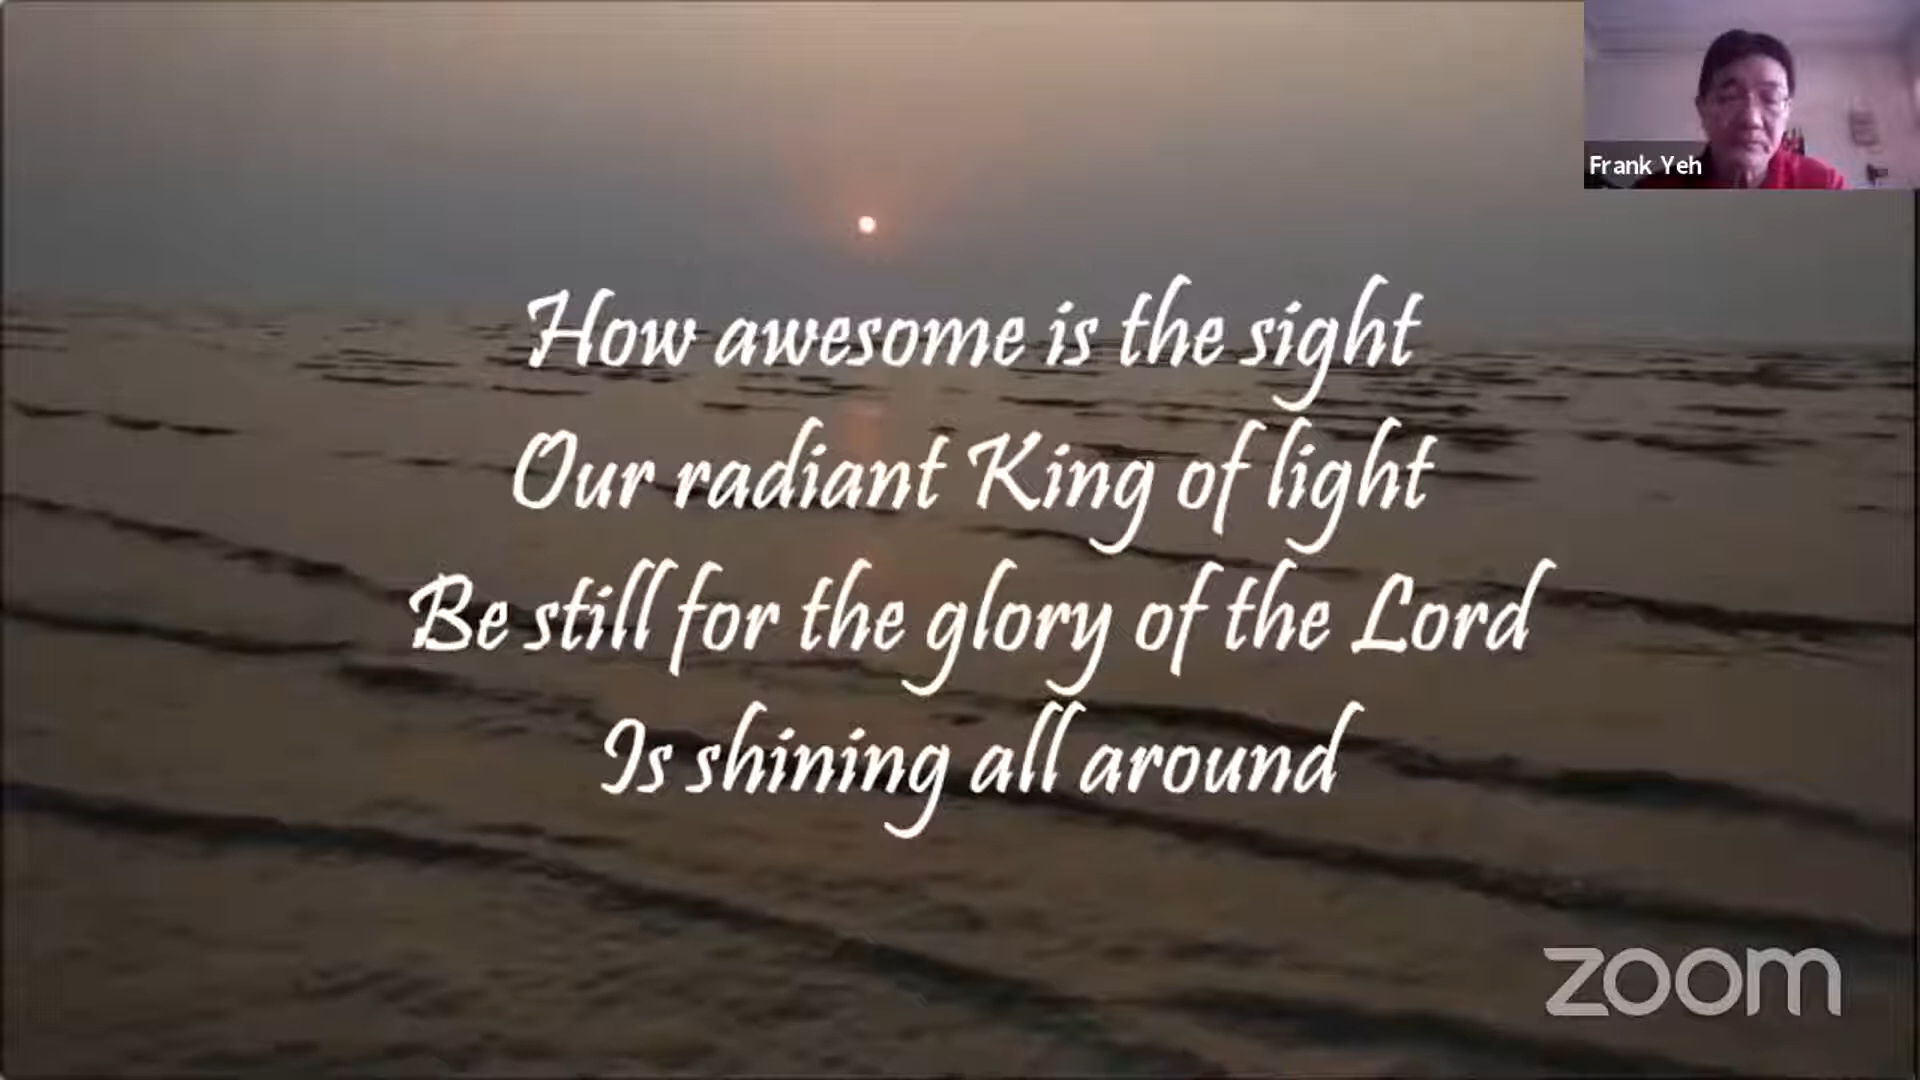 Frank Yeh
How awesome is the sight
Our radiant King of light
Be still for the glory of the Lord
Is shining all around
zoom